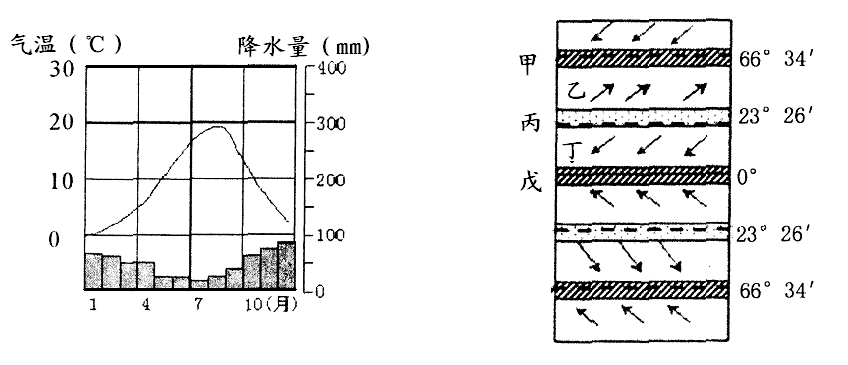 气温(℃) 降水量(mm)
30 400
20 300
10 200
0 100
0
1 4 7 10(月)
甲 66° 34′
乙
丙 23° 26′
丁
戊 0°
23° 26′
66° 34′